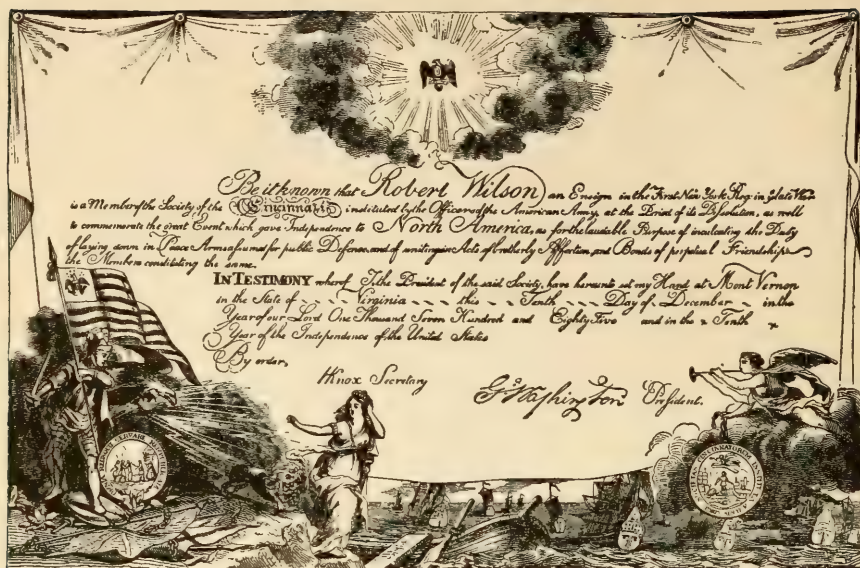 Be it known that Robert Wilson an Ensign in the First New York Reg: in y late War
is a Member of the Society of the Cincinnati instituted by the Officers of the American Army, at the Period of its Dissolution, as well
to commemorate the great Event which gave Independence to North America, as for the laudable Purpose of inculcating the Duty
of laying down in Peace Arms assumed for public Defence, and of uniting in Acts of brotherly Affection, and Bonds of perpetual Friendship
the Members constituting the same.
IN TESTIMONY whereof I, the President of the said Society, have hereunto set my Hand at Mont Vernon
in the State of Virginia this Tenth Day of December in the
Year of our Lord One Thousand Seven Hundred and Eighty Five and in the Tenth
Year of the Independence of the United States
By order,
HKnox Secretary
G:Washington President.